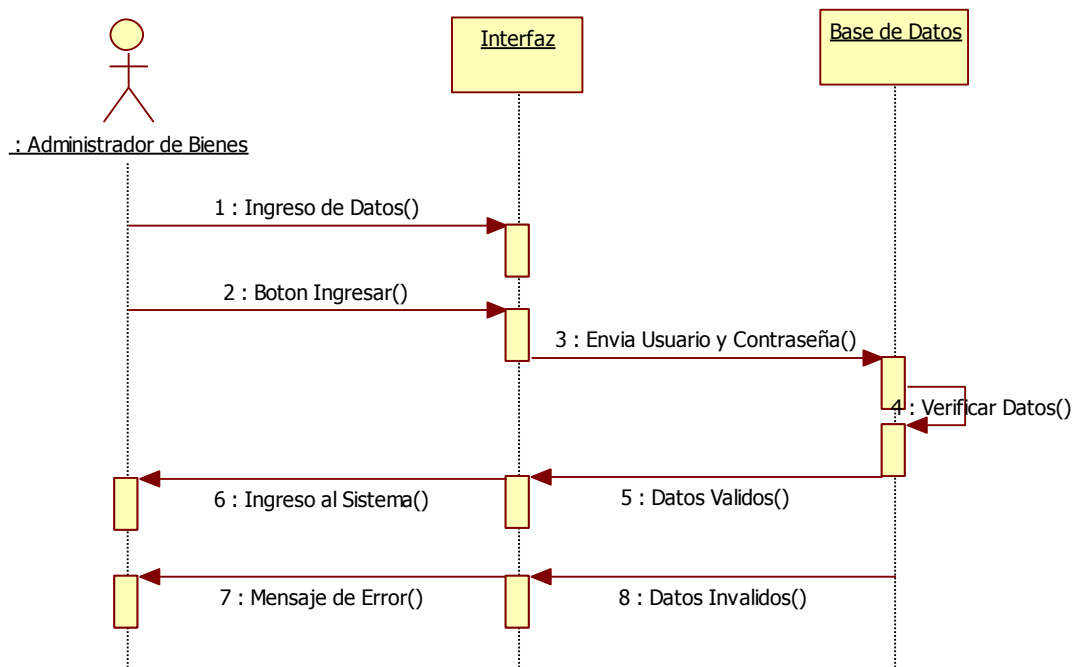 Interfaz
Base de Datos
: Administrador de Bienes
1 : Ingreso de Datos()
2 : Boton Ingresar()
3 : Envia Usuario y Contraseña()
4 : Verificar Datos()
5 : Datos Validos()
6 : Ingreso al Sistema()
7 : Mensaje de Error()
8 : Datos Invalidos()